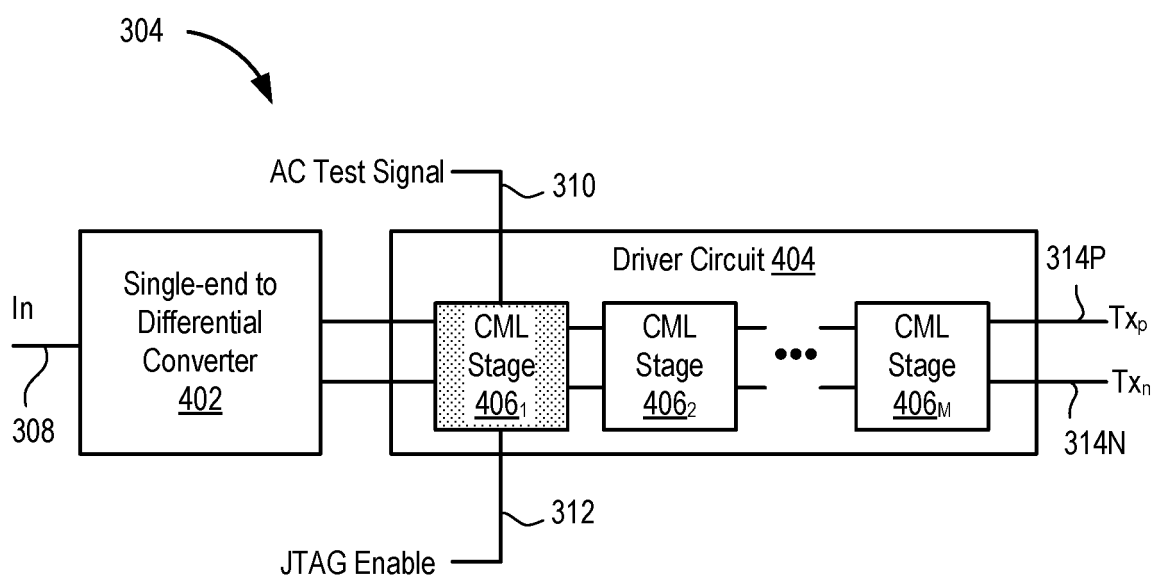 304
AC Test Signal
310
Driver Circuit 404
314P
In
Single-end to
Differential
Converter
402
CML
Stage
406₁
CML
Stage
406₂
•••
CML
Stage
406M
Txp
Txn
308
314N
312
JTAG Enable